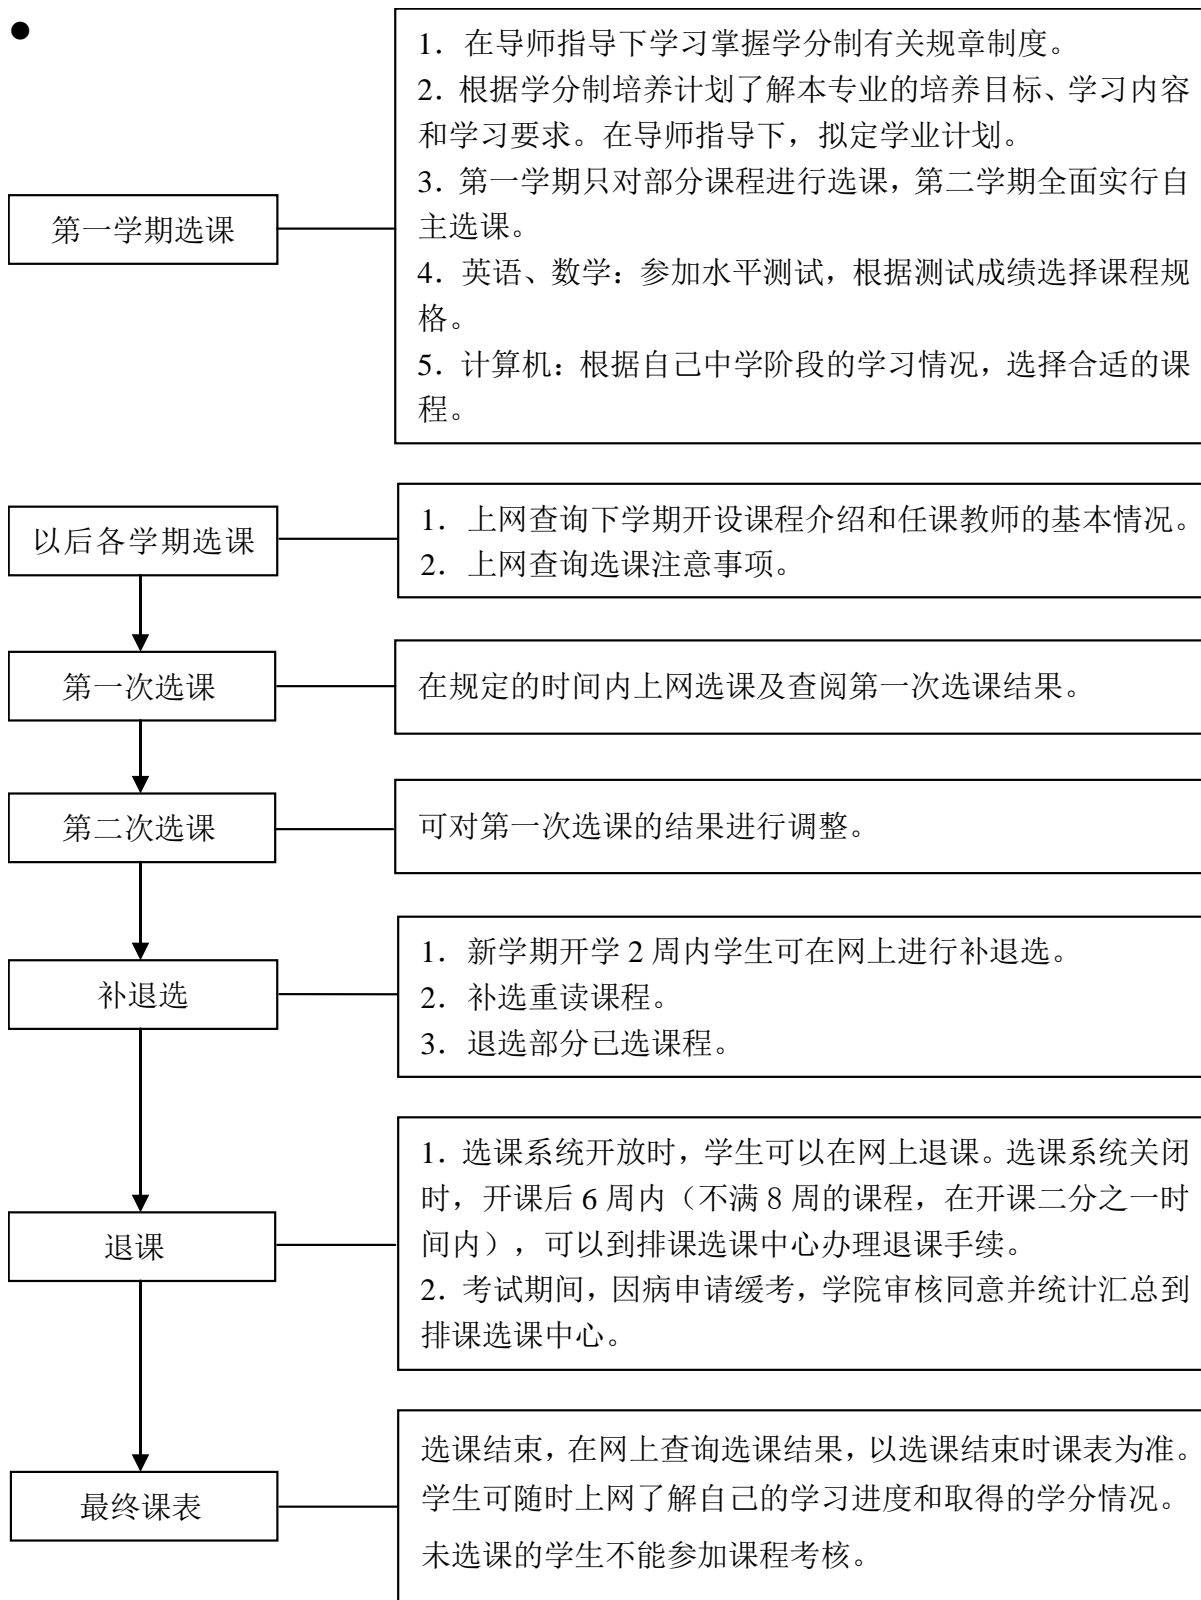 ●
1. 在导师指导下学习掌握学分制有关规章制度。
2. 根据学分制培养计划了解本专业的培养目标、学习内容
和学习要求。在导师指导下，拟定学业计划。
3. 第一学期只对部分课程进行选课，第二学期全面实行自
主选课。
4. 英语、数学：参加水平测试，根据测试成绩选择课程规
格。
5. 计算机：根据自己中学阶段的学习情况，选择合适的课
程。
第一学期选课
以后各学期选课
1. 上网查询下学期开设课程介绍和任课教师的基本情况。
2. 上网查询选课注意事项。
第一次选课
在规定的时间内上网选课及查阅第一次选课结果。
第二次选课
可对第一次选课的结果进行调整。
补退选
1. 新学期开学 2 周内学生可在网上进行补退选。
2. 补选重读课程。
3. 退选部分已选课程。
退课
1. 选课系统开放时，学生可以在网上退课。选课系统关闭
时，开课后 6 周内（不满 8 周的课程，在开课二分之一时
间内），可以到排课选课中心办理退课手续。
2. 考试期间，因病申请缓考，学院审核同意并统计汇总到
排课选课中心。
最终课表
选课结束，在网上查询选课结果，以选课结束时课表为准。
学生可随时上网了解自己的学习进度和取得的学分情况。
未选课的学生不能参加课程考核。